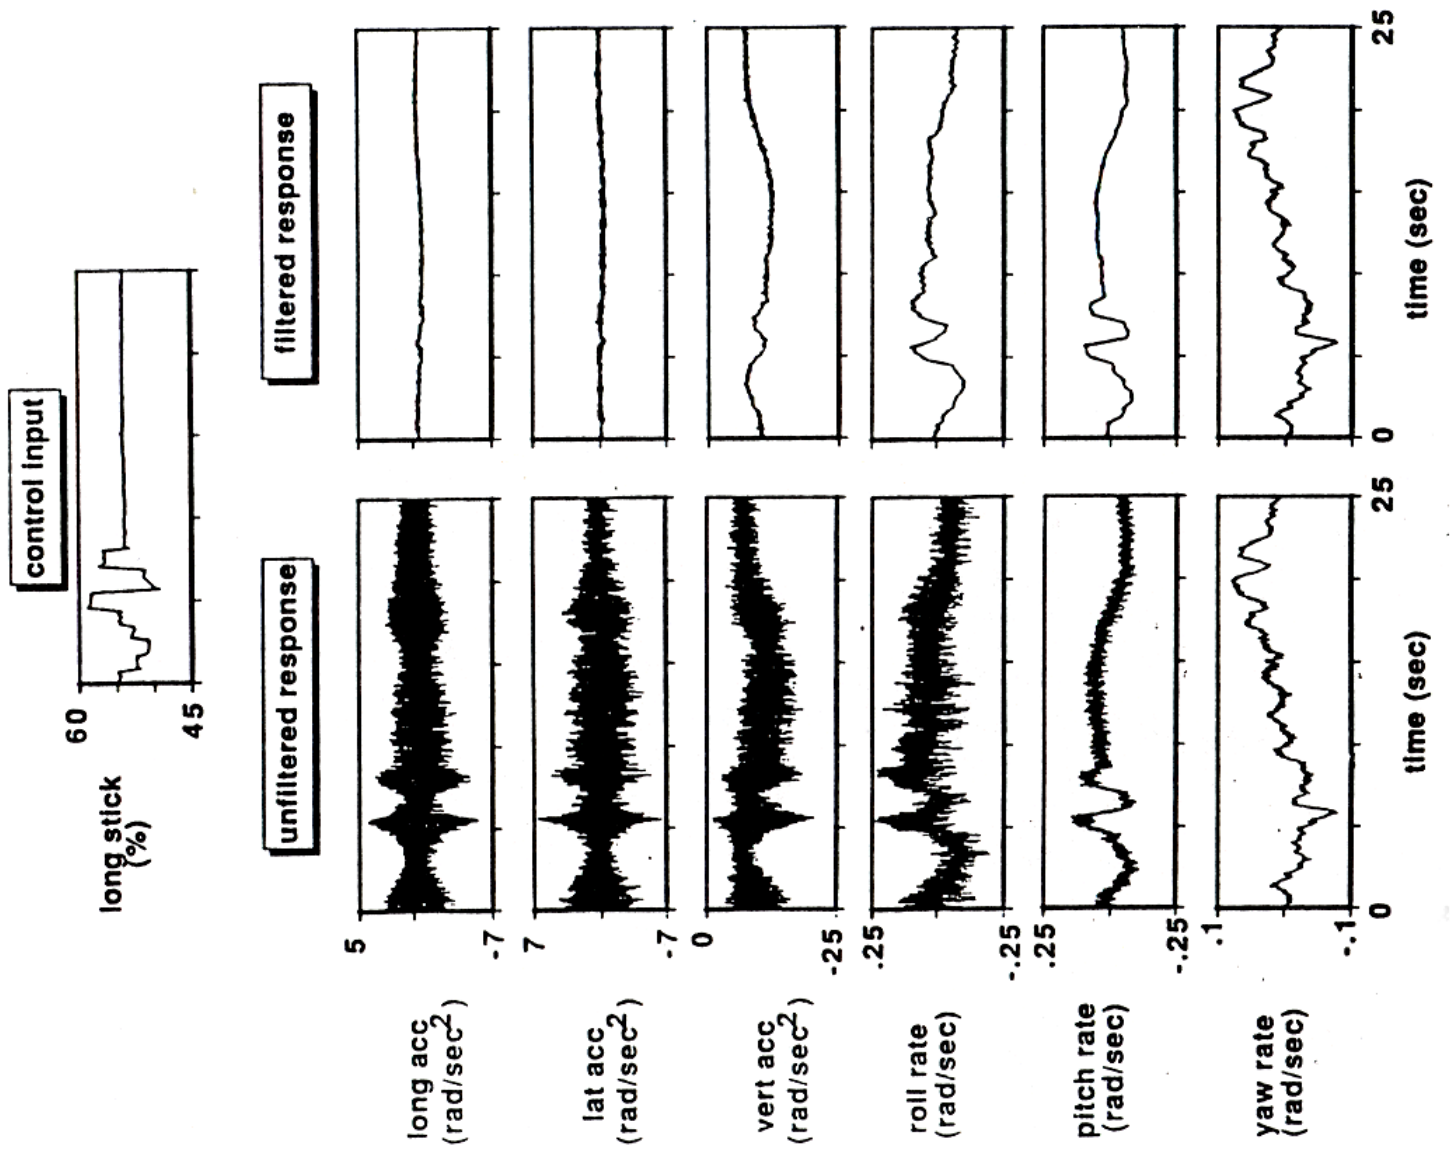 control input
60
long stick
(%)
45
unfiltered response
filtered response
5
long acc
(rad/sec2)
-7
7
lat acc
(rad/sec2)
-7
0
vert acc
(rad/sec2)
-25
.25
roll rate
(rad/sec)
-.25
.25
pitch rate
(rad/sec)
-.25
.1
yaw rate
(rad/sec)
-.1
0 25 0 25
time (sec) time (sec)